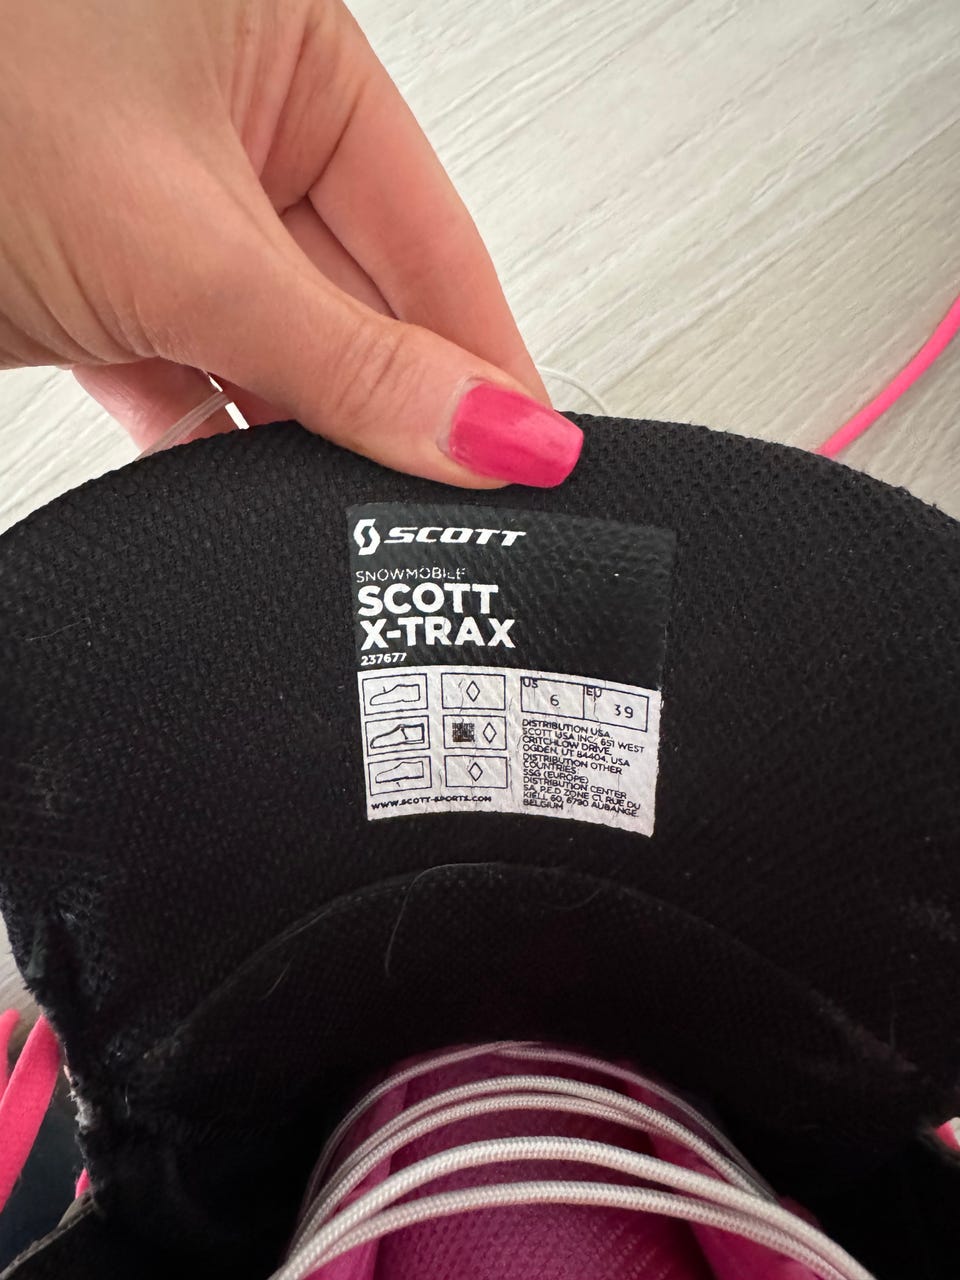 SCOTT
SNOWMOBILE
SCOTT
X-TRAX
237677
US 6 EU 39
DISTRIBUTION USA
SCOTT USA INC. 651 WEST
CRITCHLOW DRIVE,
OGDEN, UT 84404, USA
DISTRIBUTION OTHER
COUNTRIES:
SSG (EUROPE)
DISTRIBUTION CENTER
SA, P.E.D ZONE C1, RUE DU
KIELL 60, 6790 AUBANGE,
BELGIUM
WWW.SCOTT-SPORTS.COM